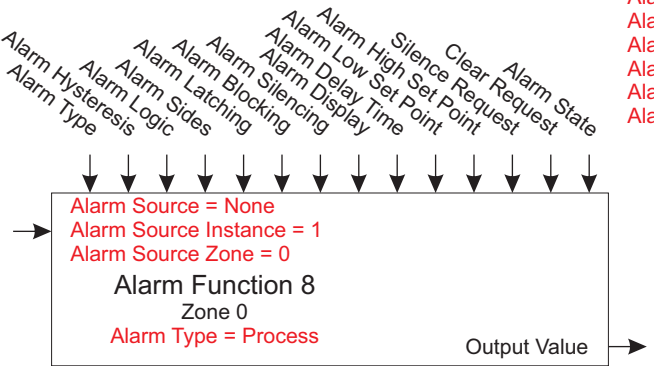 Alarm Type
Alarm Hysteresis
Alarm Logic
Alarm Sides
Alarm Latching
Alarm Blocking
Alarm Silencing
Alarm Display
Alarm Delay Time
Alarm Low Set Point
Alarm High Set Point
Silence Request
Clear Request
Alarm State
Alarm Source = None
Alarm Source Instance = 1
Alarm Source Zone = 0
Alarm Function 8
Zone 0
Alarm Type = Process
Output Value